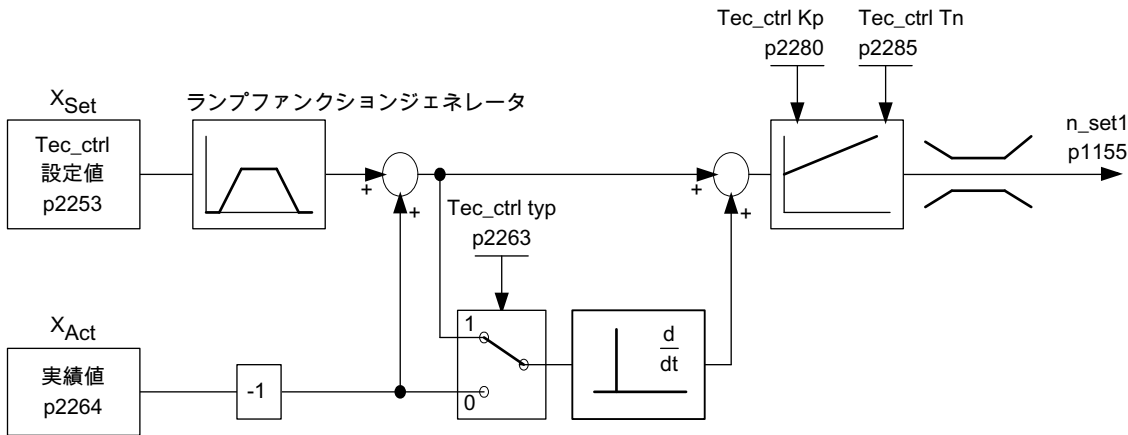 Tec_ctrl Kp
p2280
Tec_ctrl Tn
p2285
XSet
ランプファンクションジェネレータ
Tec_ctrl
設定値
p2253
+
+
+
+
n_set1
p1155
Tec_ctrl typ
p2263
XAct
実績値
p2264
-1
1
0
d
dt